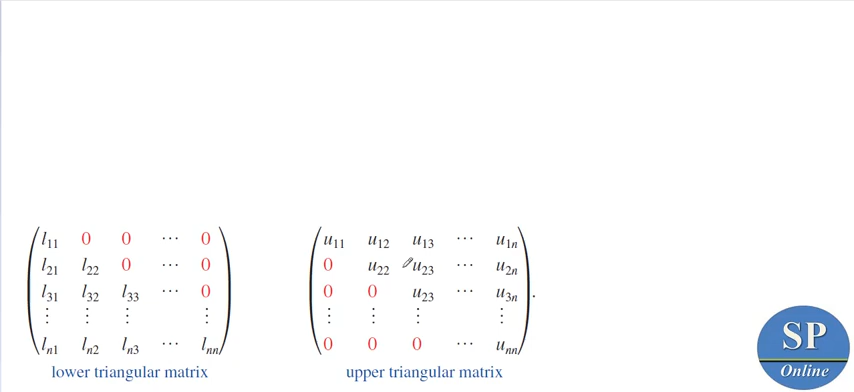 l11 0 0 ⋯ 0
l21 l22 0 ⋯ 0
l31 l32 l33 ⋯ 0
⋮ ⋮ ⋮ ⋮
ln1 ln2 ln3 ⋯ lnn
lower triangular matrix
u11 u12 u13 ⋯ u1n
0 u22 u23 ⋯ u2n
0 0 u23 ⋯ u3n
⋮ ⋮ ⋮ ⋮
0 0 0 ⋯ unn
.
upper triangular matrix
SP
Online